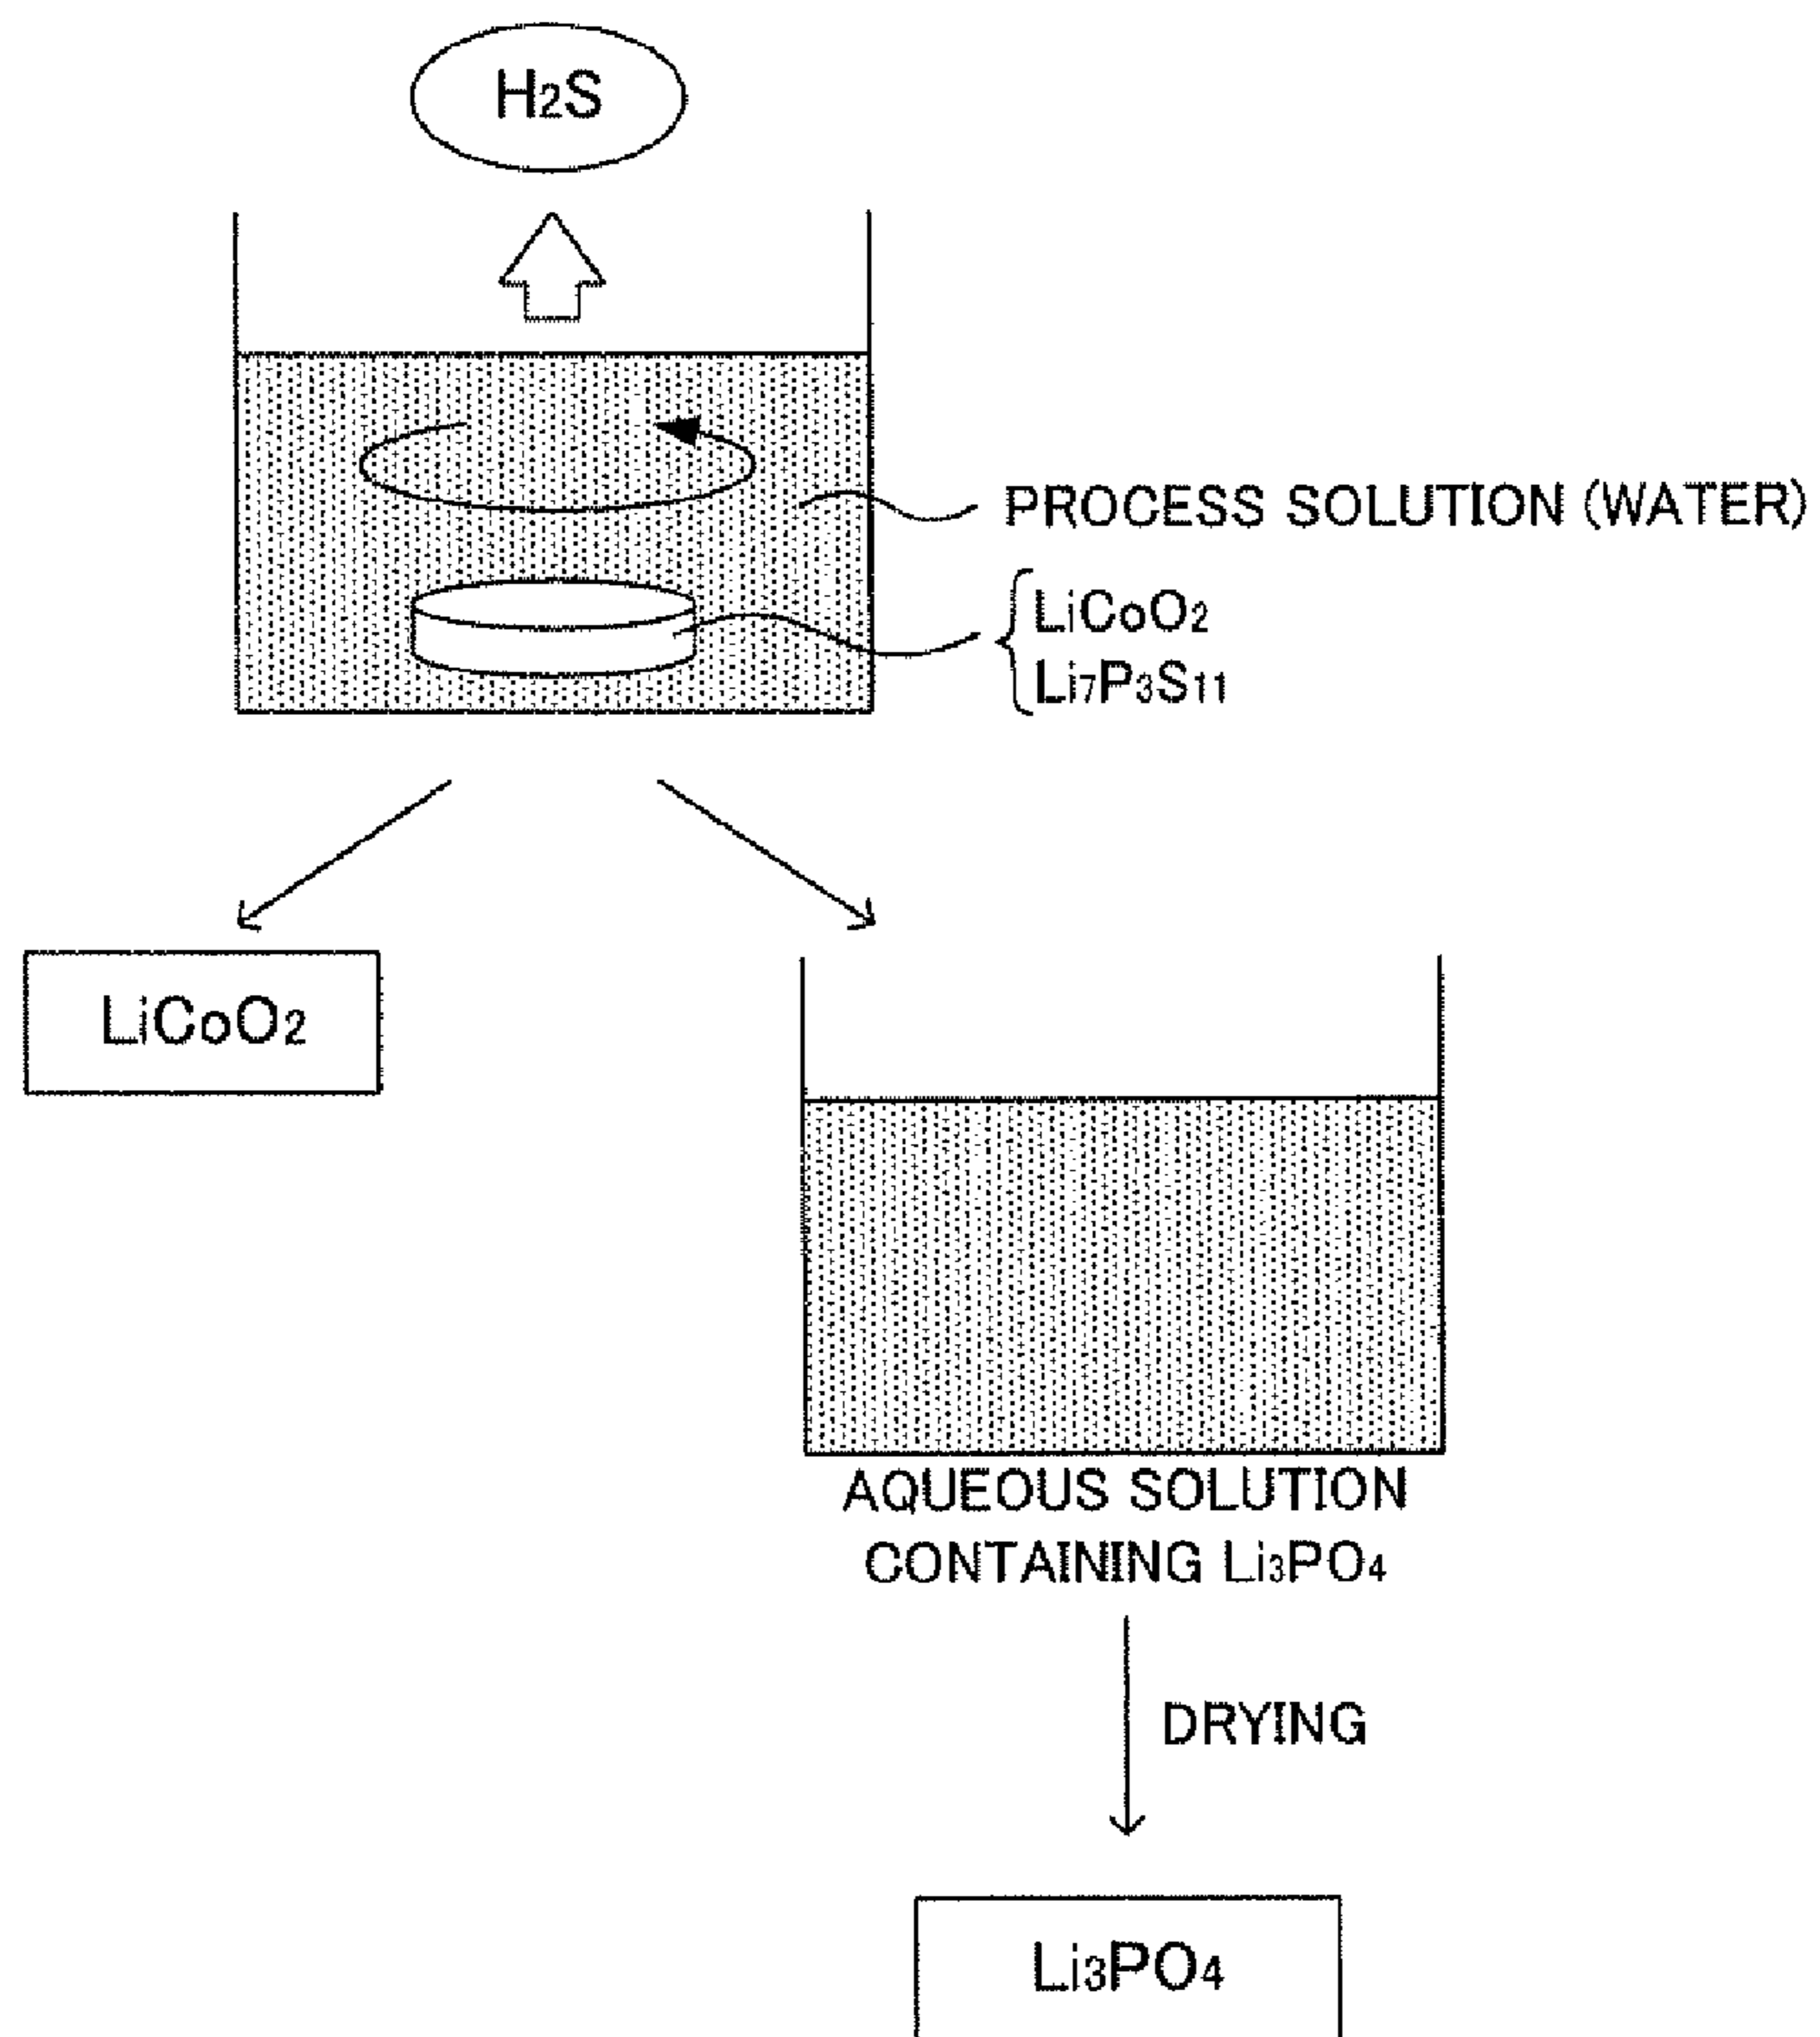 H2S
PROCESS SOLUTION (WATER)
LiCoO2
Li7P3S11
LiCoO2
AQUEOUS SOLUTION
CONTAINING Li3PO4
DRYING
Li3PO4